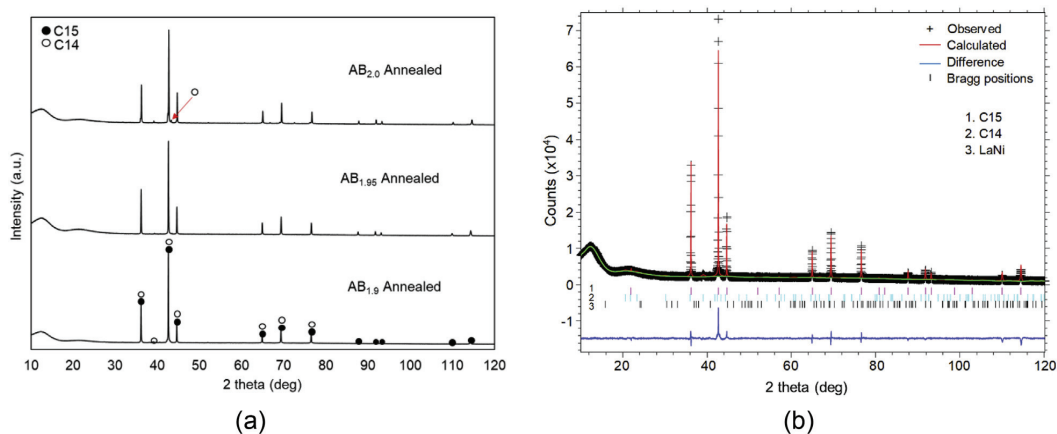 C15
C14
AB2.0 Annealed
AB1.95 Annealed
AB1.9 Annealed
Intensity (a.u.)
10 20 30 40 50 60 70 80 90 100 110 120
2 theta (deg)
(a)
Observed
Calculated
Difference
Bragg positions
1. C15
2. C14
3. LaNi
Counts (x10⁴)
7
6
5
4
3
2
1
0
1
2
3
-1
20 40 60 80 100 120
2 theta (deg)
(b)